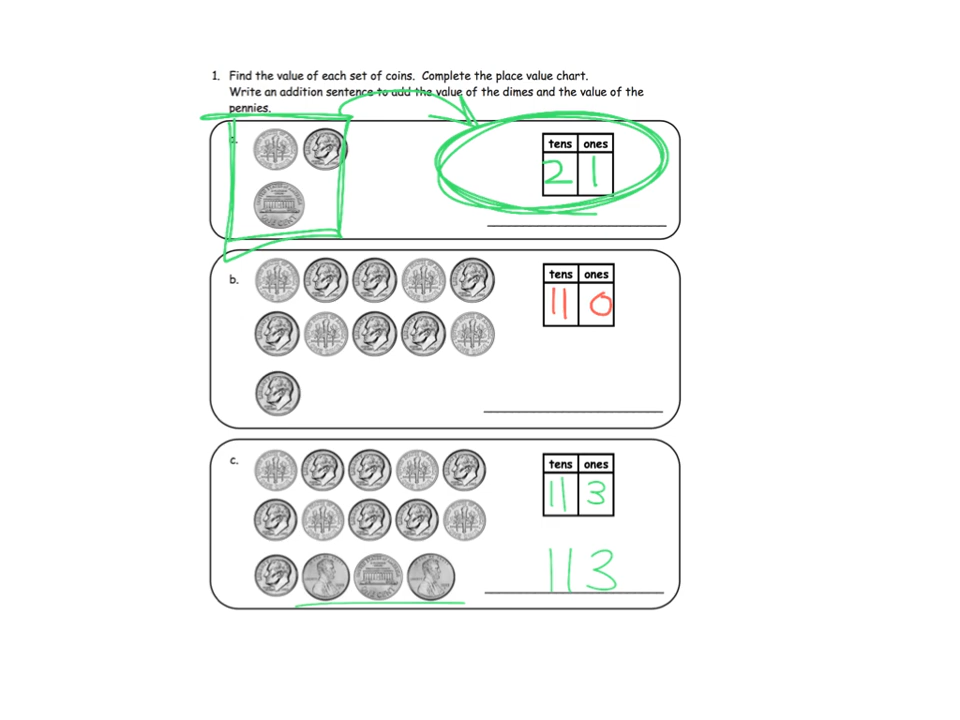 1. Find the value of each set of coins. Complete the place value chart.
Write an addition sentence to add the value of the dimes and the value of the
pennies.
a.
tens ones
2 1
b.
tens ones
11 0
c.
tens ones
11 3
113